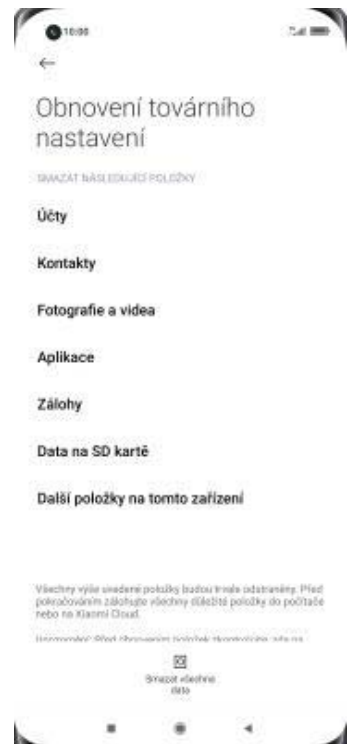 10:00
Obnovení továrního
nastavení
SMAZAT NÁSLEDUJÍCÍ POLOŽKY
Účty
Kontakty
Fotografie a videa
Aplikace
Zálohy
Data na SD kartě
Další položky na tomto zařízení
Všechny výše uvedené položky budou trvale odstraněny. Před
pokračováním zálohujte všechny důležité položky do počítače
nebo na Xiaomi Cloud.
Smazat všechna
data